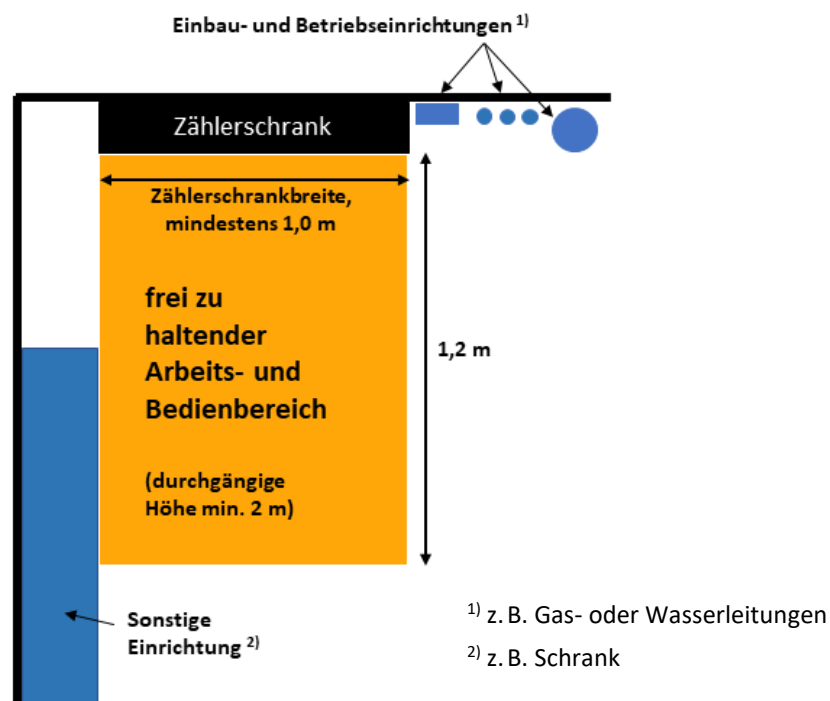 Einbau- und Betriebseinrichtungen ¹⁾
Zählerschrank
Zählerschrankbreite,
mindestens 1,0 m
frei zu
haltender
Arbeits- und
Bedienbereich
1,2 m
(durchgängige
Höhe min. 2 m)
Sonstige
Einrichtung ²⁾
¹⁾ z. B. Gas- oder Wasserleitungen
²⁾ z. B. Schrank